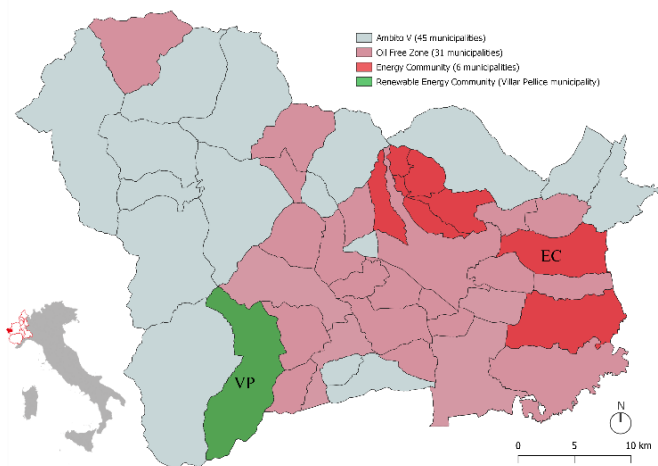 Ambito V (45 municipalities)
Oil Free Zone (31 municipalities)
Energy Community (6 municipalities)
Renewable Energy Community (Villar Pellice municipality)
EC
VP
N
0 5 10 km